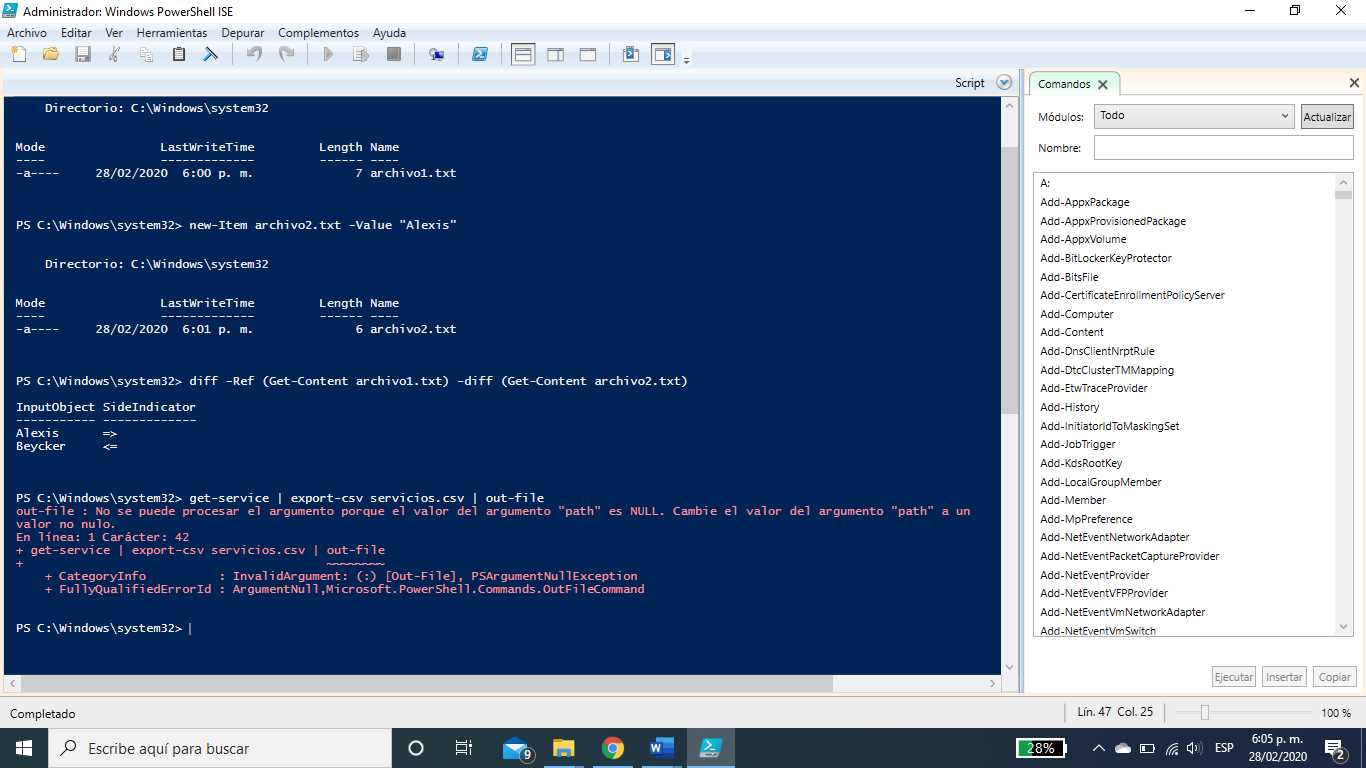 Administrador: Windows PowerShell ISE
Archivo Editar Ver Herramientas Depurar Complementos Ayuda
Script
Directorio: C:\Windows\system32
Mode                LastWriteTime         Length Name
----                -------------         ------ ----
-a----       28/02/2020  6:00 p. m.              7 archivo1.txt
PS C:\Windows\system32> new-Item archivo2.txt -Value "Alexis"
Directorio: C:\Windows\system32
Mode                LastWriteTime         Length Name
----                -------------         ------ ----
-a----       28/02/2020  6:01 p. m.              6 archivo2.txt
PS C:\Windows\system32> diff -Ref (Get-Content archivo1.txt) -diff (Get-Content archivo2.txt)
InputObject SideIndicator
----------- -------------
Alexis      =>
Beycker     <=
PS C:\Windows\system32> get-service | export-csv servicios.csv | out-file
out-file : No se puede procesar el argumento porque el valor del argumento "path" es NULL. Cambie el valor del argumento "path" a un
valor no nulo.
En línea: 1 Carácter: 42
+ get-service | export-csv servicios.csv | out-file
+                                          ~~~~~~~~
+ CategoryInfo          : InvalidArgument: (:) [Out-File], PSArgumentNullException
+ FullyQualifiedErrorId : ArgumentNull,Microsoft.PowerShell.Commands.OutFileCommand
PS C:\Windows\system32>
Comandos
Módulos: Todo Actualizar
Nombre:
A:
Add-AppxPackage
Add-AppxProvisionedPackage
Add-AppxVolume
Add-BitLockerKeyProtector
Add-BitsFile
Add-CertificateEnrollmentPolicyServer
Add-Computer
Add-Content
Add-DnsClientNrptRule
Add-DtcClusterTMMapping
Add-EtwTraceProvider
Add-History
Add-InitiatorIdToMaskingSet
Add-JobTrigger
Add-KdsRootKey
Add-LocalGroupMember
Add-Member
Add-MpPreference
Add-NetEventNetworkAdapter
Add-NetEventPacketCaptureProvider
Add-NetEventProvider
Add-NetEventVFPProvider
Add-NetEventVmNetworkAdapter
Add-NetEventVmSwitch
Ejecutar Insertar Copiar
Completado
Lín. 47 Col. 25
100 %
Escribe aquí para buscar
9
28%
ESP
6:05 p. m.
28/02/2020
2